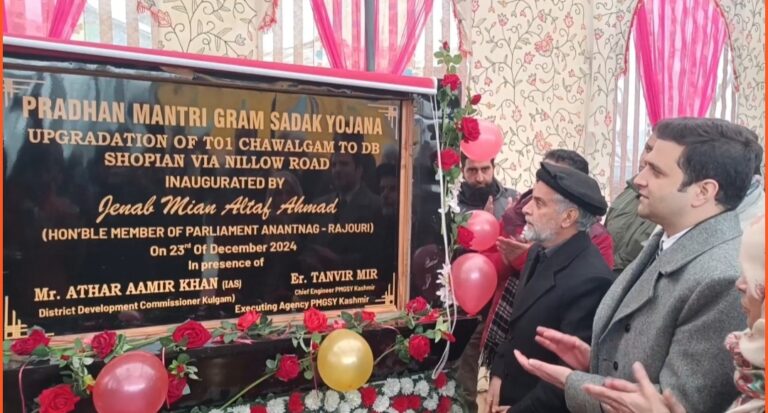 PRADHAN MANTRI GRAM SADAK YOJANA
UPGRADATION OF T01 CHAWALGAM TO DB
SHOPIAN VIA NILLOW ROAD
INAUGURATED BY
Jenab Mian Altaf Ahmad
(HON'BLE MEMBER OF PARLIAMENT ANANTNAG - RAJOURI)
On 23rd Of December 2024
In presence of
Mr. ATHAR AAMIR KHAN (IAS)
District Development Commissioner Kulgam)
Er. TANVIR MIR
Chief Engineer PMGSY Kashmir
Executing Agency PMGSY Kashmir